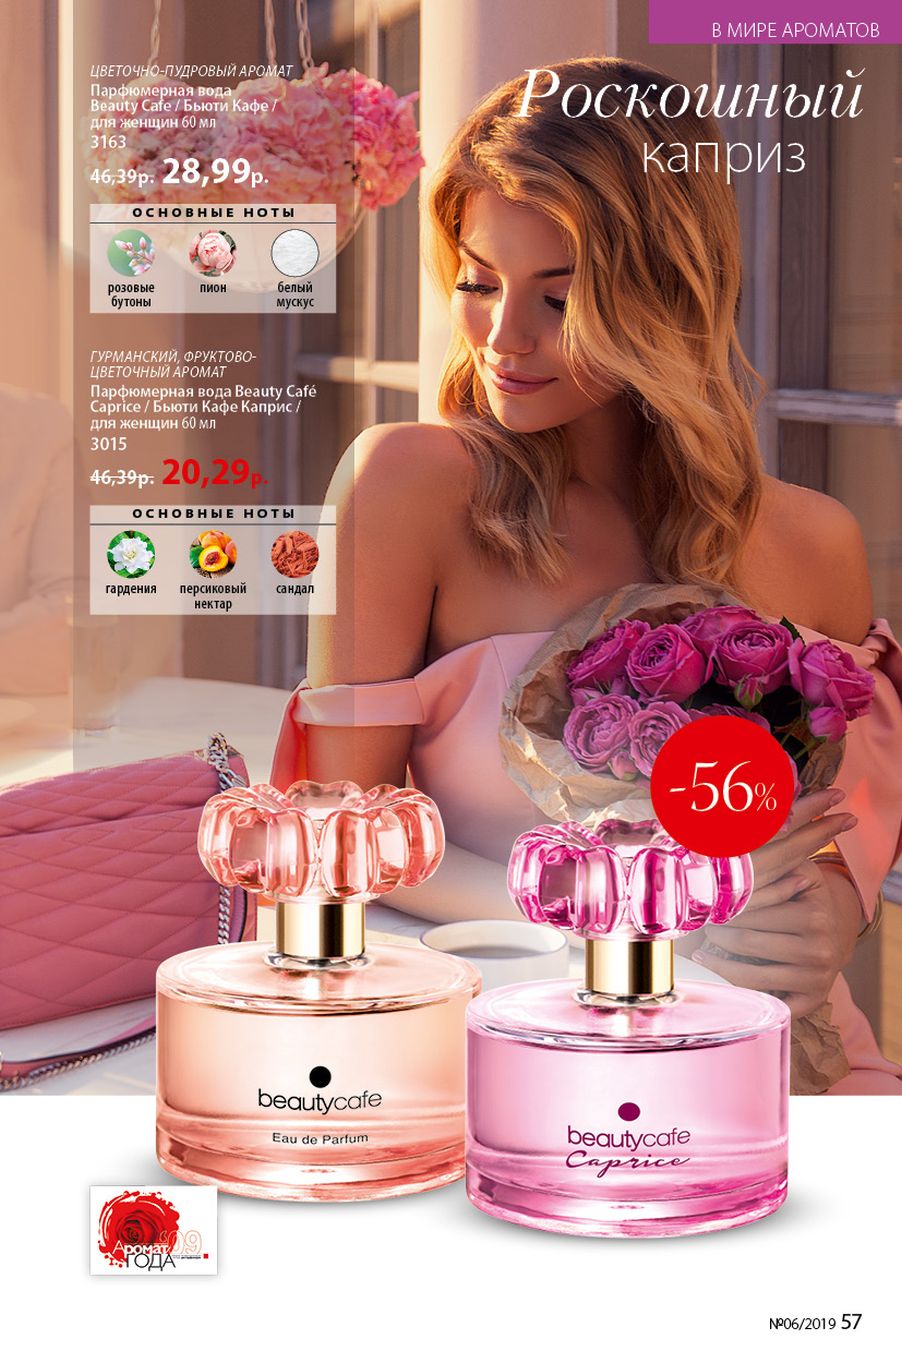 В МИРЕ АРОМАТОВ
Роскошный
каприз
ЦВЕТОЧНО-ПУДРОВЫЙ АРОМАТ
Парфюмерная вода
Beauty Cafe / Бьюти Кафе /
для женщин 60 мл
3163
46,39р. 28,99р.
ОСНОВНЫЕ НОТЫ
розовые
бутоны
пион
белый
мускус
ГУРМАНСКИЙ, ФРУКТОВО-
ЦВЕТОЧНЫЙ АРОМАТ
Парфюмерная вода Beauty Café
Caprice / Бьюти Кафе Каприс /
для женщин 60 мл
3015
46,39р. 20,29р.
ОСНОВНЫЕ НОТЫ
гардения
персиковый
нектар
сандал
-56%
beautycafe
Eau de Parfum
beautycafe
Caprice
Аромат '09
ГОДА
№06/2019 57